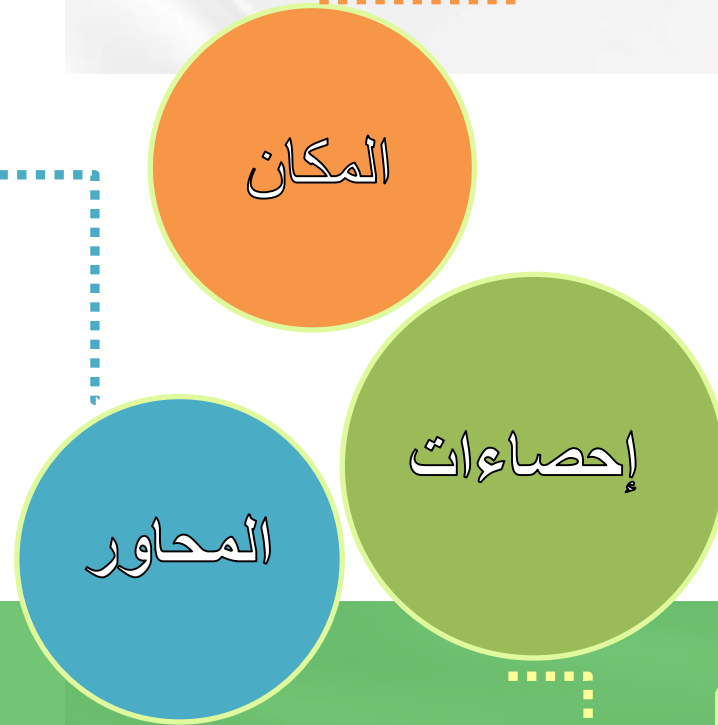 المكان
إحصاءات
المحاور